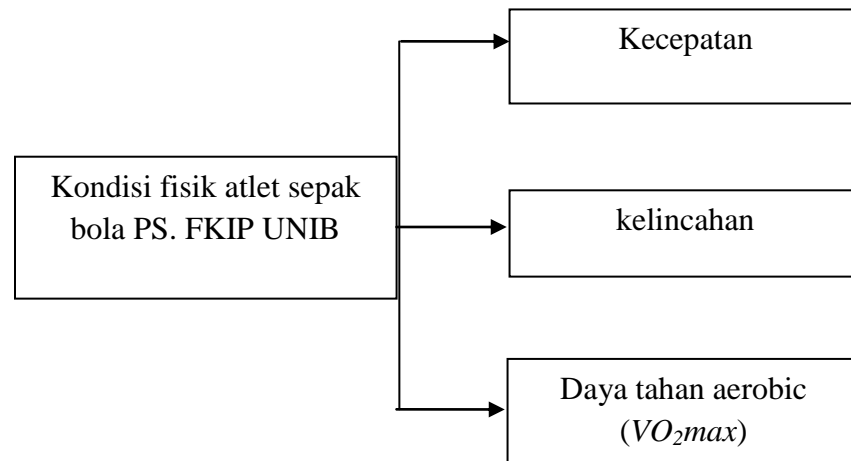 Kecepatan
Kondisi fisik atlet sepak
bola PS. FKIP UNIB
kelincahan
Daya tahan aerobic
(VO₂max)